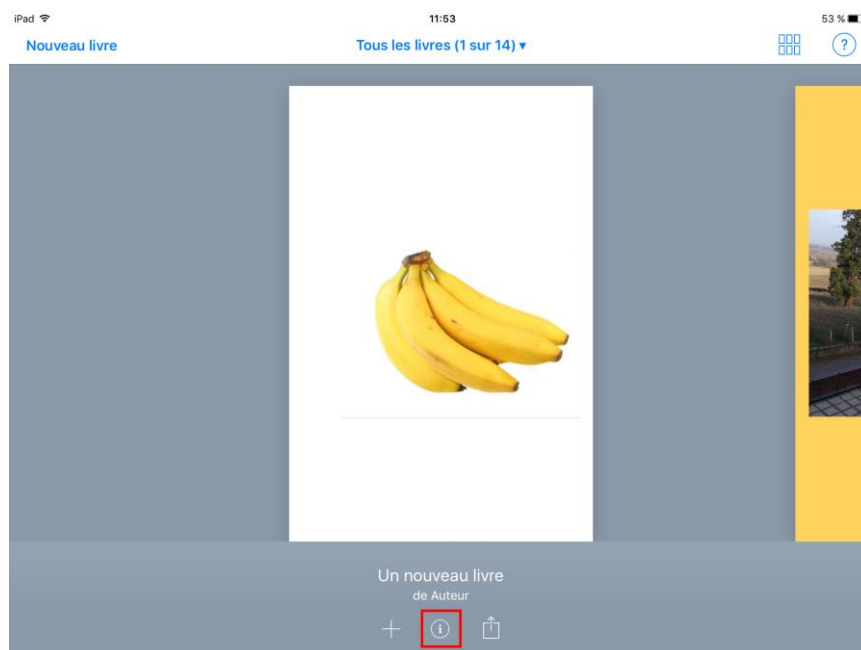 iPad 11:53 53 %
Nouveau livre Tous les livres (1 sur 14) ▾ ?
Un nouveau livre
de Auteur